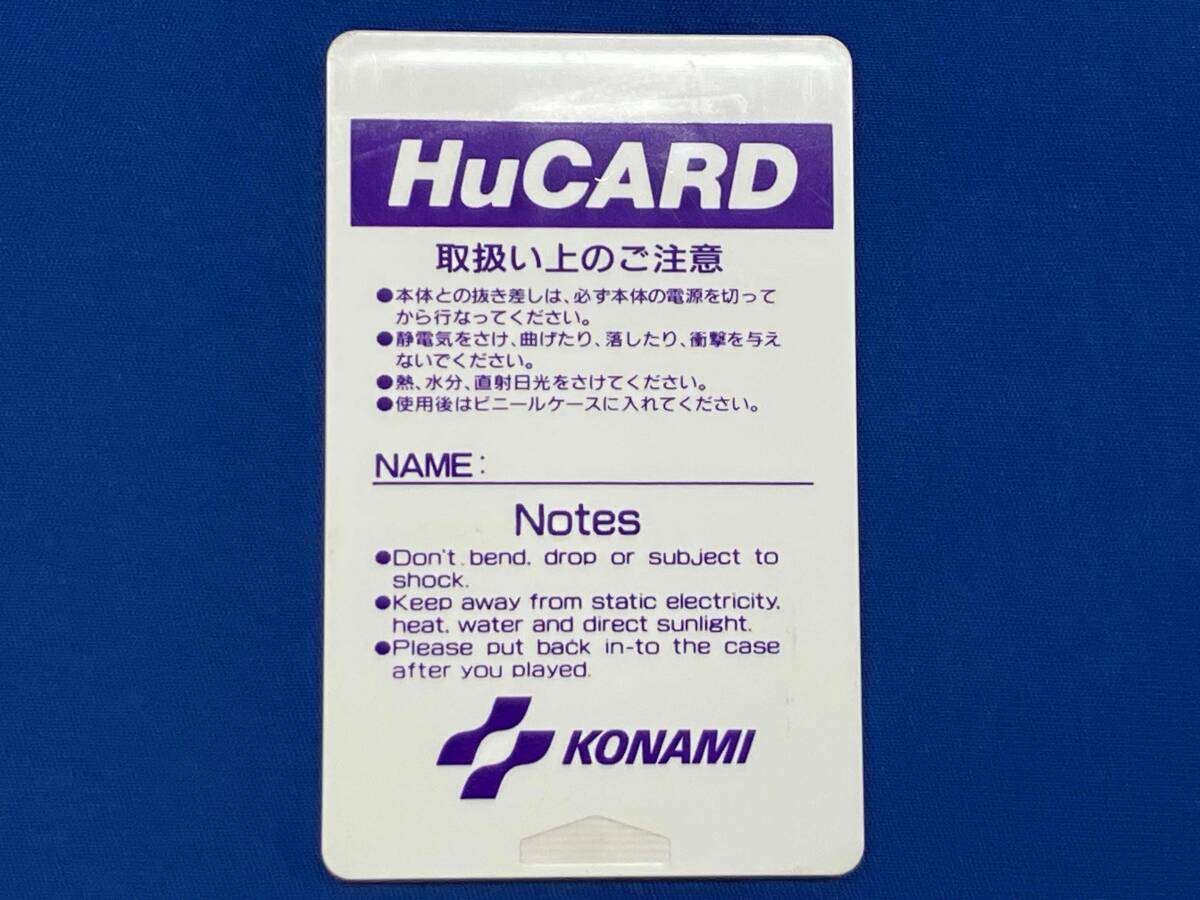 HuCARD
取扱い上のご注意
●本体との抜き差しは、必ず本体の電源を切って
から行なってください。
●静電気をさけ、曲げたり、落したり、衝撃を与え
ないでください。
●熱、水分、直射日光をさけてください。
●使用後はビニールケースに入れてください。
NAME:
Notes
●Don't bend, drop or subject to
shock.
●Keep away from static electricity,
heat, water and direct sunlight.
●Please put back in-to the case
after you played.
KONAMI